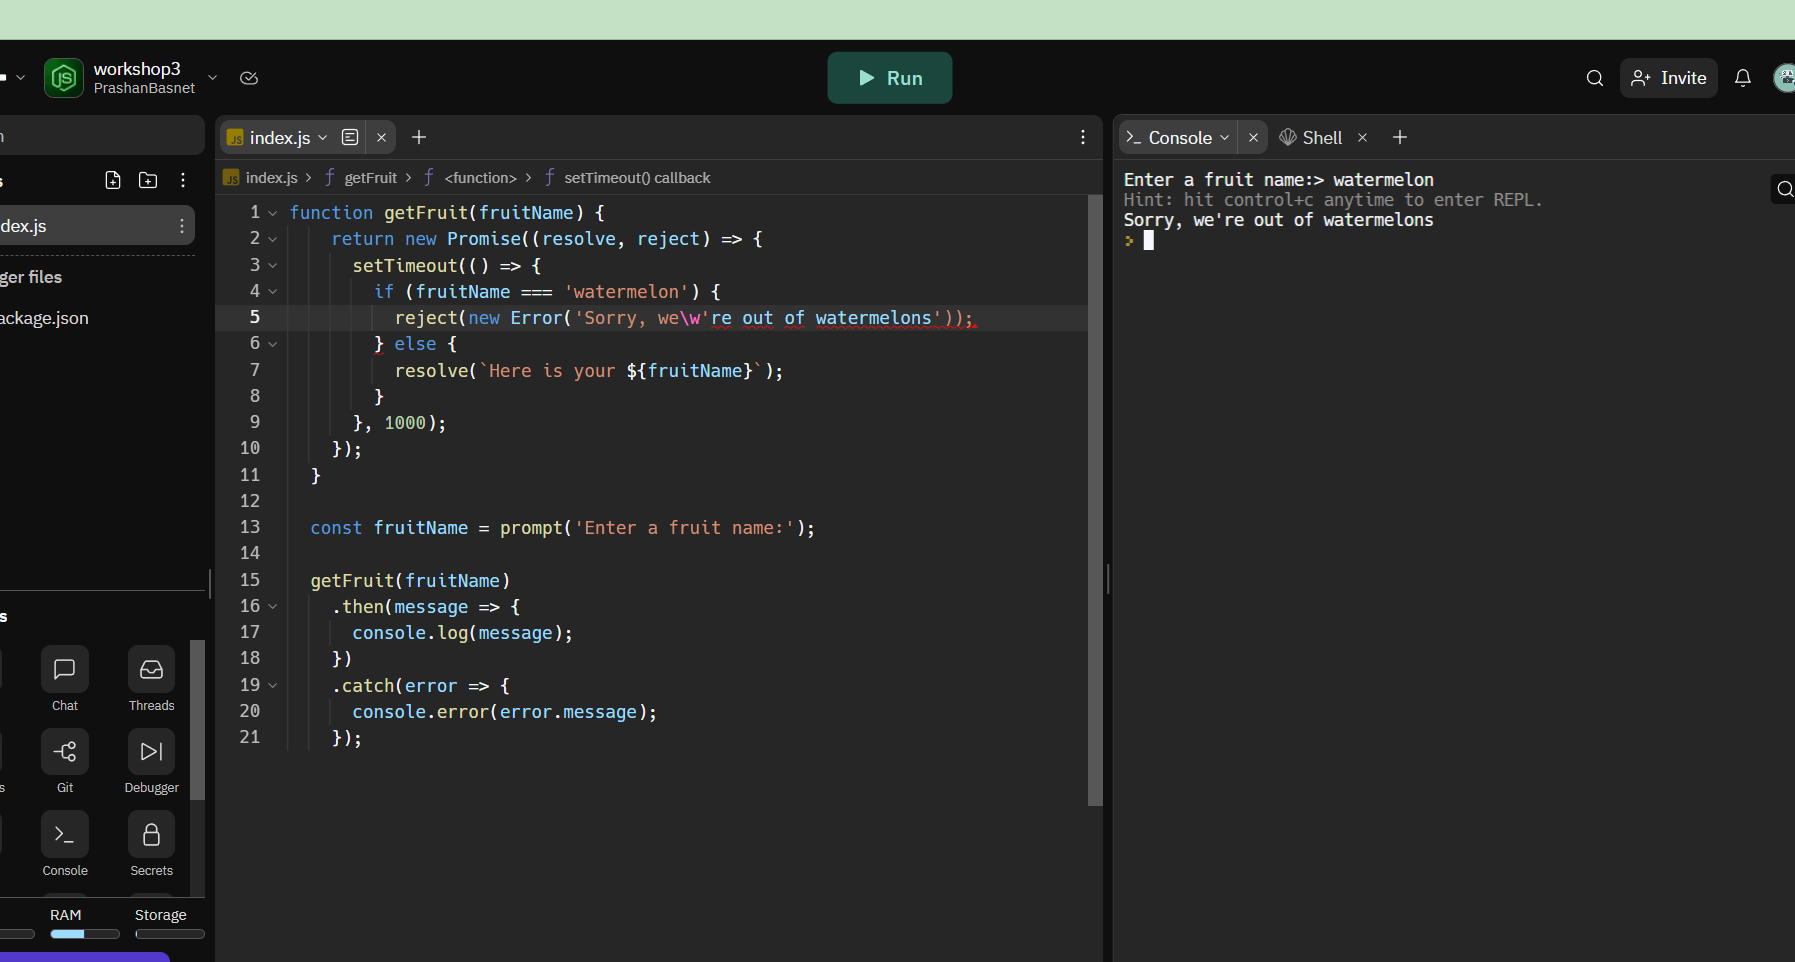 workshop3
PrashanBasnet
Run
Invite
n
s
dex.js
ger files
ackage.json
s
Chat
Threads
s
Git
Debugger
Console
Secrets
RAM
Storage
JS index.js
JS index.js > ƒ getFruit > ƒ <function> > ƒ setTimeout() callback
1 function getFruit(fruitName) {
2 return new Promise((resolve, reject) => {
3 setTimeout(() => {
4 if (fruitName === 'watermelon') {
5 reject(new Error('Sorry, we\w're out of watermelons'));
6 } else {
7 resolve(`Here is your ${fruitName}`);
8 }
9 }, 1000);
10 });
11 }
12
13 const fruitName = prompt('Enter a fruit name:');
14
15 getFruit(fruitName)
16 .then(message => {
17 console.log(message);
18 })
19 .catch(error => {
20 console.error(error.message);
21 });
Console
Shell
Enter a fruit name:> watermelon
Hint: hit control+c anytime to enter REPL.
Sorry, we're out of watermelons
>